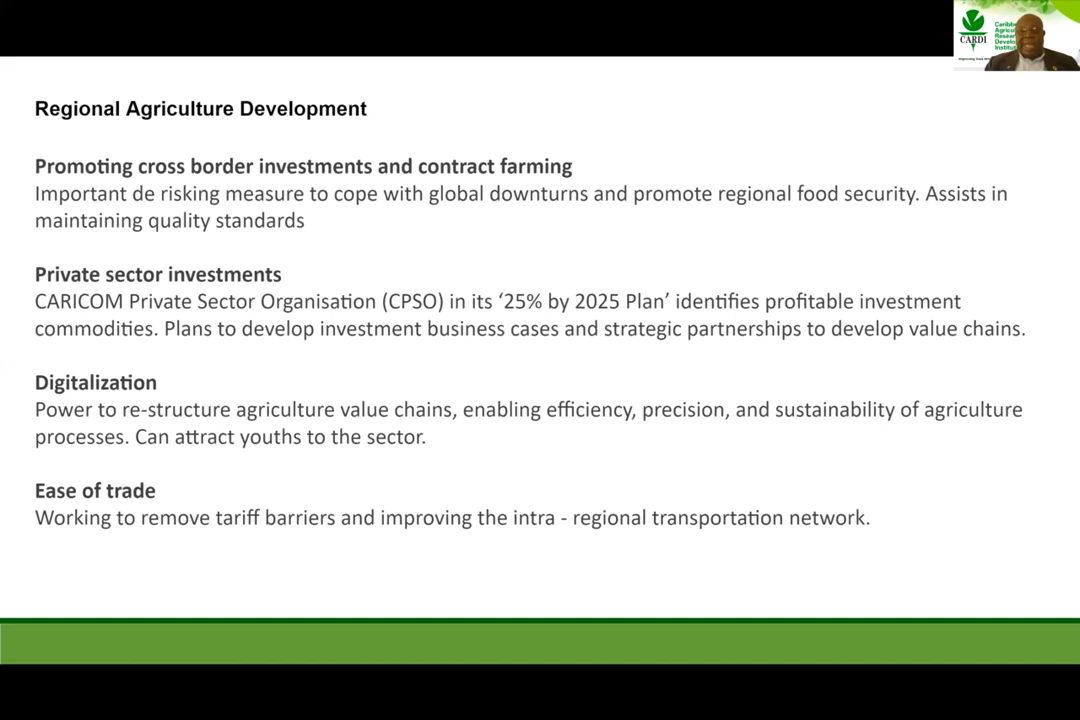 CARDI
Regional Agriculture Development
Promoting cross border investments and contract farming
Important de risking measure to cope with global downturns and promote regional food security. Assists in
maintaining quality standards
Private sector investments
CARICOM Private Sector Organisation (CPSO) in its ‘25% by 2025 Plan’ identifies profitable investment
commodities. Plans to develop investment business cases and strategic partnerships to develop value chains.
Digitalization
Power to re-structure agriculture value chains, enabling efficiency, precision, and sustainability of agriculture
processes. Can attract youths to the sector.
Ease of trade
Working to remove tariff barriers and improving the intra - regional transportation network.